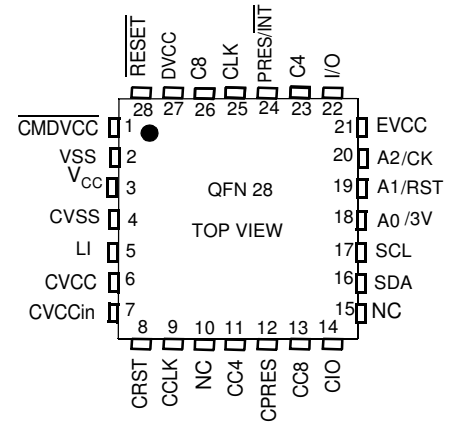 RESET
DVCC
C8
CLK
PRES/INT
C4
I/O
28 27 26 25 24 23 22
CMDVCC 1
VSS 2
VCC 3
CVSS 4
LI 5
CVCC 6
CVCCin 7
QFN 28
TOP VIEW
21 EVCC
20 A2/CK
19 A1/RST
18 A0 /3V
17 SCL
16 SDA
15 NC
8 9 10 11 12 13 14
CRST
CCLK
NC
CC4
CPRES
CC8
CIO